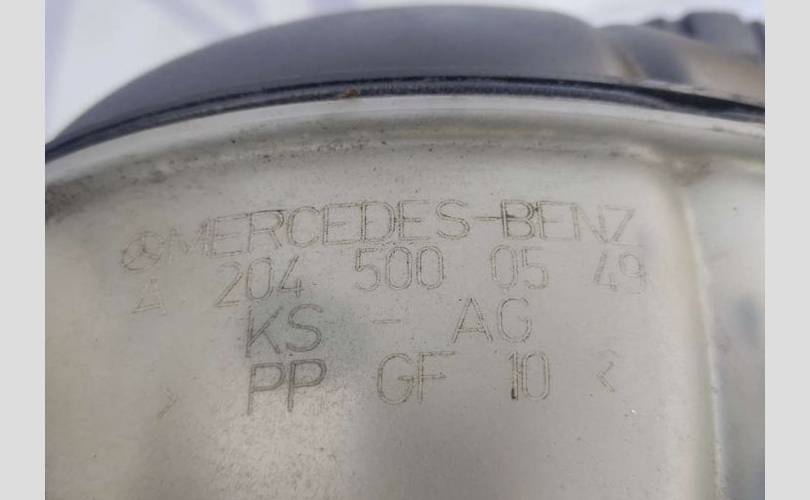 MERCEDES-BENZ
A 204 500 05 49
KS - AG
> PP GF 10 <